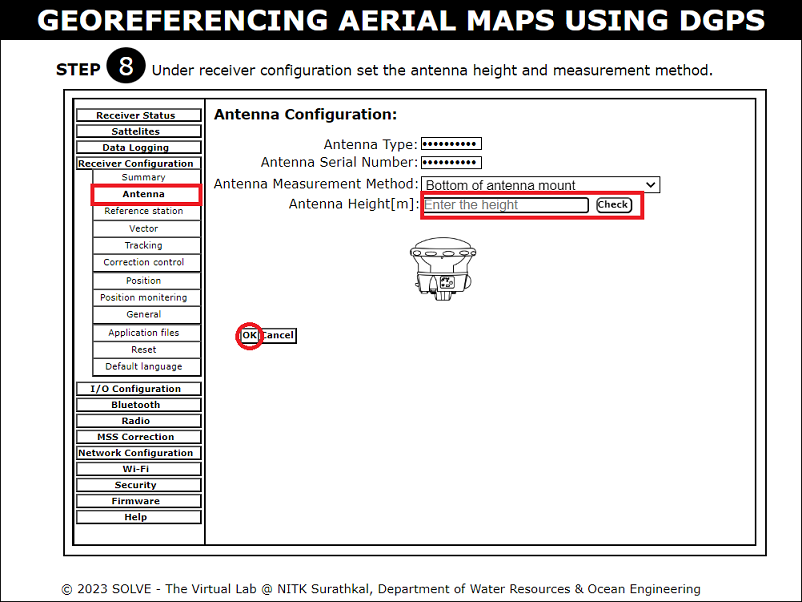 GEOREFERENCING AERIAL MAPS USING DGPS
STEP 8 Under receiver configuration set the antenna height and measurement method.
Receiver Status
Sattelites
Data Logging
Receiver Configuration
Summary
Antenna
Reference station
Vector
Tracking
Correction control
Position
Position monitering
General
Application files
Reset
Default language
I/O Configuration
Bluetooth
Radio
MSS Correction
Network Configuration
Wi-Fi
Security
Firmware
Help
Antenna Configuration:
Antenna Type: ••••••••••
Antenna Serial Number: ••••••••••
Antenna Measurement Method: Bottom of antenna mount
Antenna Height[m]: Enter the height Check
OK Cancel
© 2023 SOLVE - The Virtual Lab @ NITK Surathkal, Department of Water Resources & Ocean Engineering